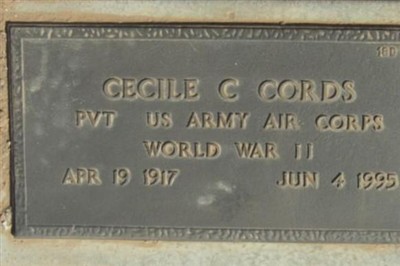 CECILE C CORDS
PVT US ARMY AIR CORPS
WORLD WAR II
APR 19 1917 JUN 4 1995